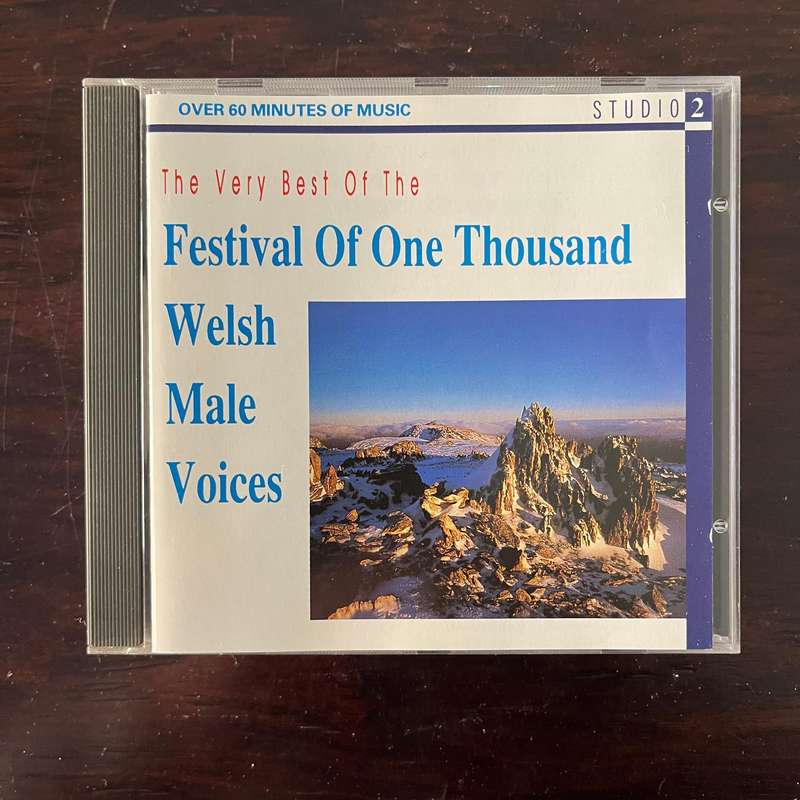 OVER 60 MINUTES OF MUSIC
STUDIO 2
The Very Best Of The
Festival Of One Thousand
Welsh
Male
Voices